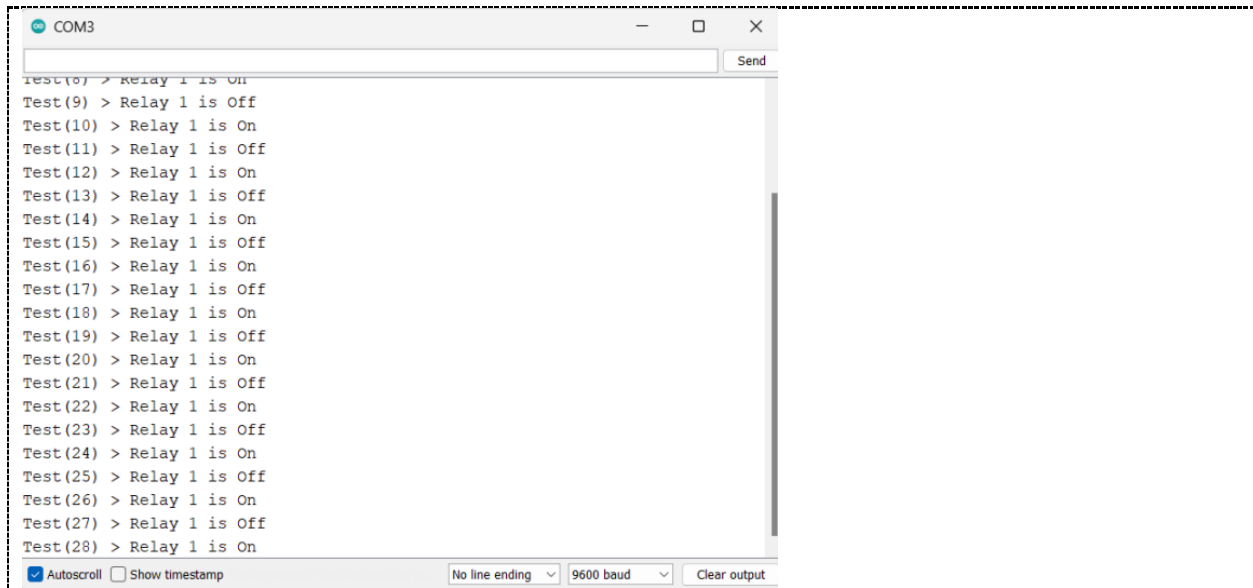 COM3
Send
Test(8) > Relay 1 is On
Test(9) > Relay 1 is Off
Test(10) > Relay 1 is On
Test(11) > Relay 1 is Off
Test(12) > Relay 1 is On
Test(13) > Relay 1 is Off
Test(14) > Relay 1 is On
Test(15) > Relay 1 is Off
Test(16) > Relay 1 is On
Test(17) > Relay 1 is Off
Test(18) > Relay 1 is On
Test(19) > Relay 1 is Off
Test(20) > Relay 1 is On
Test(21) > Relay 1 is Off
Test(22) > Relay 1 is On
Test(23) > Relay 1 is Off
Test(24) > Relay 1 is On
Test(25) > Relay 1 is Off
Test(26) > Relay 1 is On
Test(27) > Relay 1 is Off
Test(28) > Relay 1 is On
Autoscroll Show timestamp No line ending 9600 baud Clear output